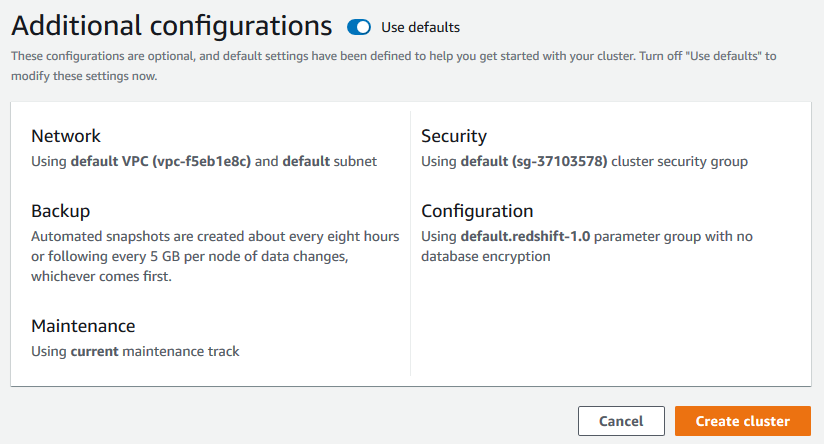 Additional configurations
Use defaults
These configurations are optional, and default settings have been defined to help you get started with your cluster. Turn off "Use defaults" to
modify these settings now.
Network
Using default VPC (vpc-f5eb1e8c) and default subnet
Backup
Automated snapshots are created about every eight hours
or following every 5 GB per node of data changes,
whichever comes first.
Maintenance
Using current maintenance track
Security
Using default (sg-37103578) cluster security group
Configuration
Using default.redshift-1.0 parameter group with no
database encryption
Cancel
Create cluster